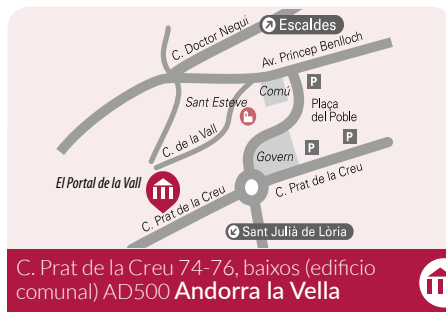 Escaldes
C. Doctor Nequi
Av. Príncep Benlloch
P
Comú
Sant Esteve
Plaça
del Poble
C. de la Vall
P
P
Govern
El Portal de la Vall
C. Prat de la Creu
C. Prat de la Creu
Sant Julià de Lòria
C. Prat de la Creu 74-76, baixos (edifici
comunal) AD500 Andorra la Vella